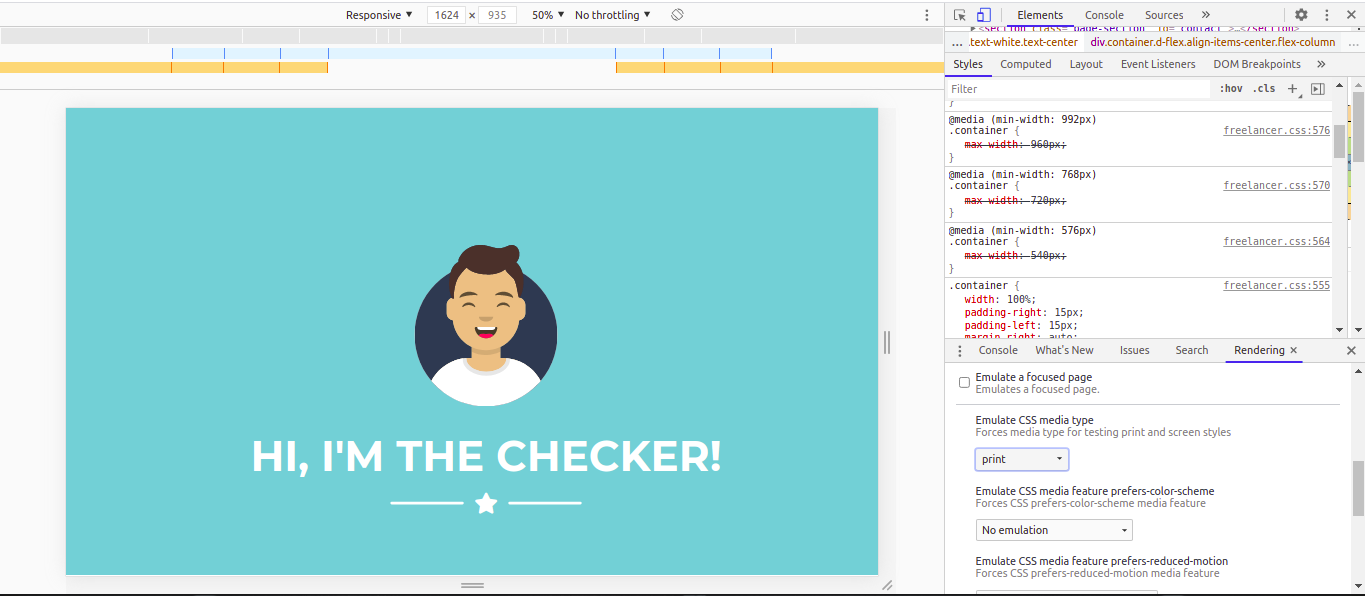 Responsive ▼ 1624 × 935 50% ▼ No throttling ▼
Elements Console Sources »
... .text-white.text-center div.container.d-flex.align-items-center.flex-column ...
Styles Computed Layout Event Listeners DOM Breakpoints »
Filter :hov .cls +
}
@media (min-width: 992px)
.container { freelancer.css:576
max-width: 960px;
}
@media (min-width: 768px)
.container { freelancer.css:570
max-width: 720px;
}
@media (min-width: 576px)
.container { freelancer.css:564
max-width: 540px;
}
.container { freelancer.css:555
width: 100%;
padding-right: 15px;
padding-left: 15px;
margin-right: auto;
HI, I'M THE CHECKER!
Console What's New Issues Search Rendering ×
Emulate a focused page
Emulates a focused page.
Emulate CSS media type
Forces media type for testing print and screen styles
print
Emulate CSS media feature prefers-color-scheme
Forces CSS prefers-color-scheme media feature
No emulation
Emulate CSS media feature prefers-reduced-motion
Forces CSS prefers-reduced-motion media feature